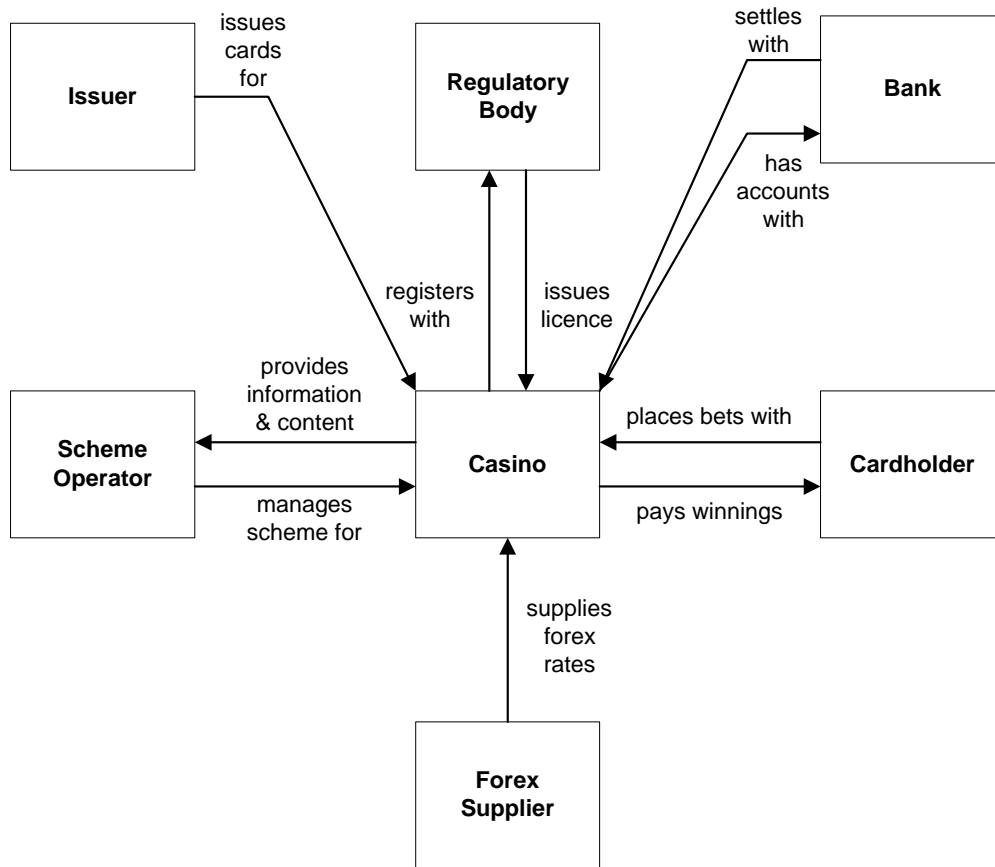 issues
cards
for
Issuer
Regulatory
Body
settles
with
Bank
has
accounts
with
registers
with
issues
licence
provides
information
& content
Scheme
Operator
manages
scheme for
Casino
places bets with
pays winnings
Cardholder
supplies
forex
rates
Forex
Supplier